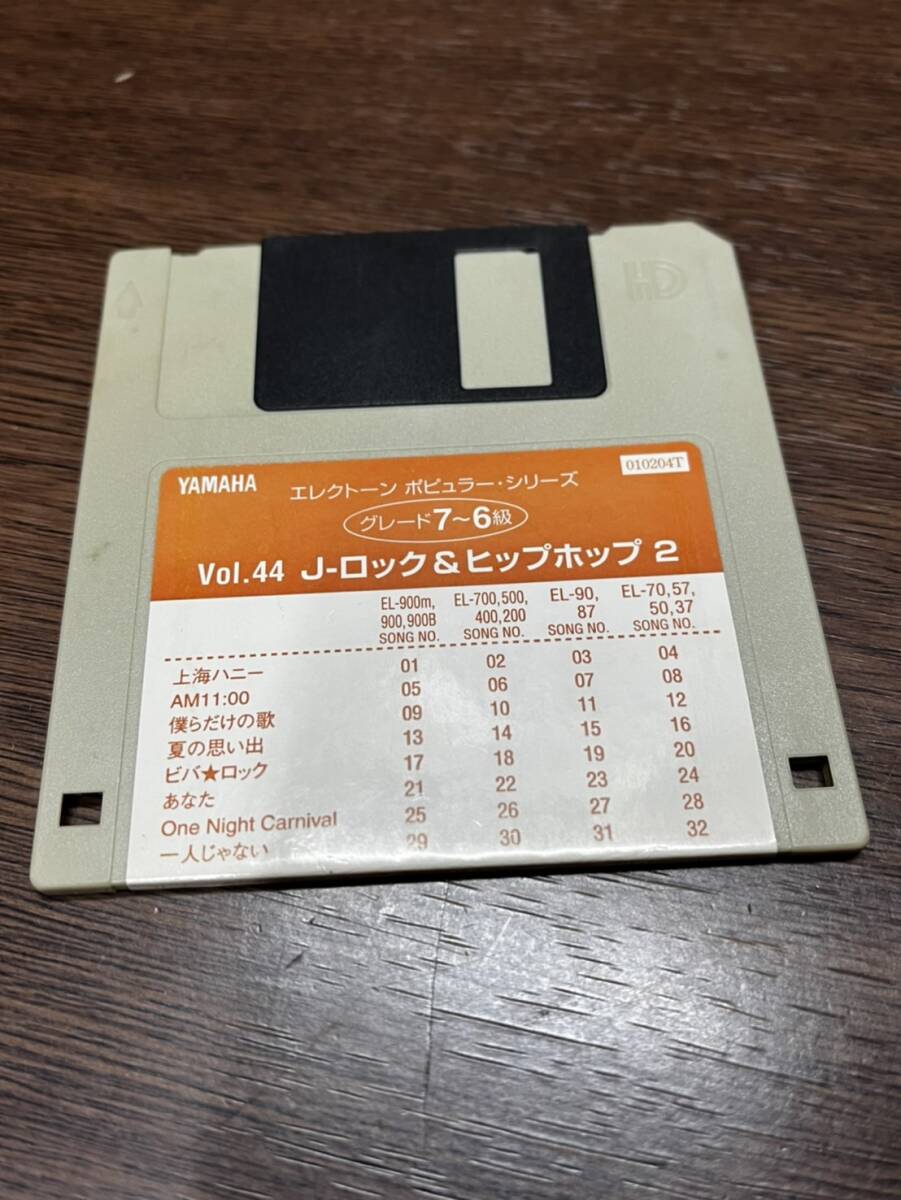 HD
YAMAHA エレクトーン ポピュラー・シリーズ 010204T
グレード7～6級
Vol.44 J-ロック&ヒップホップ 2
EL-900m, EL-700,500, EL-90, EL-70,57,
900,900B 400,200 87 50,37
SONG NO. SONG NO. SONG NO. SONG NO.
上海ハニー 01 02 03 04
AM11:00 05 06 07 08
僕らだけの歌 09 10 11 12
夏の思い出 13 14 15 16
ビバ★ロック 17 18 19 20
あなた 21 22 23 24
One Night Carnival 25 26 27 28
一人じゃない 29 30 31 32